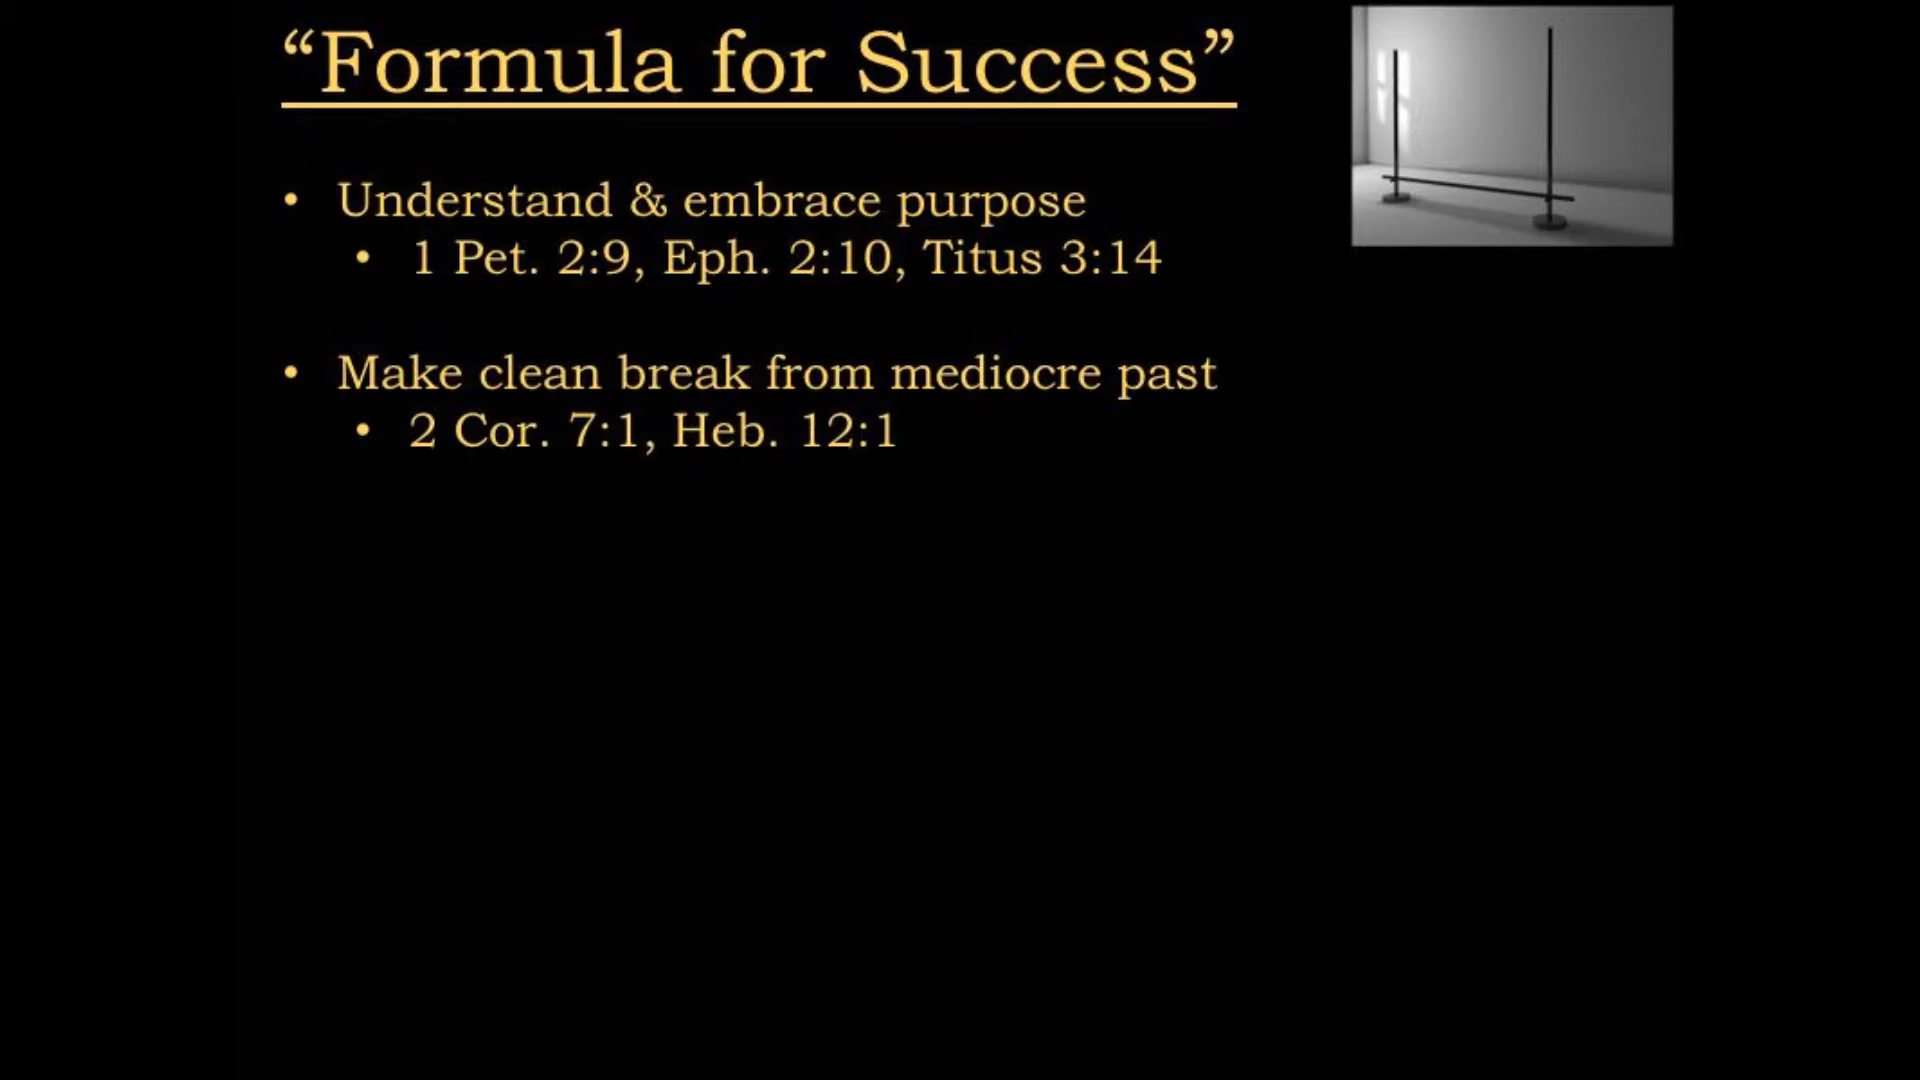 “Formula for Success”
• Understand & embrace purpose
• 1 Pet. 2:9, Eph. 2:10, Titus 3:14
• Make clean break from mediocre past
• 2 Cor. 7:1, Heb. 12:1